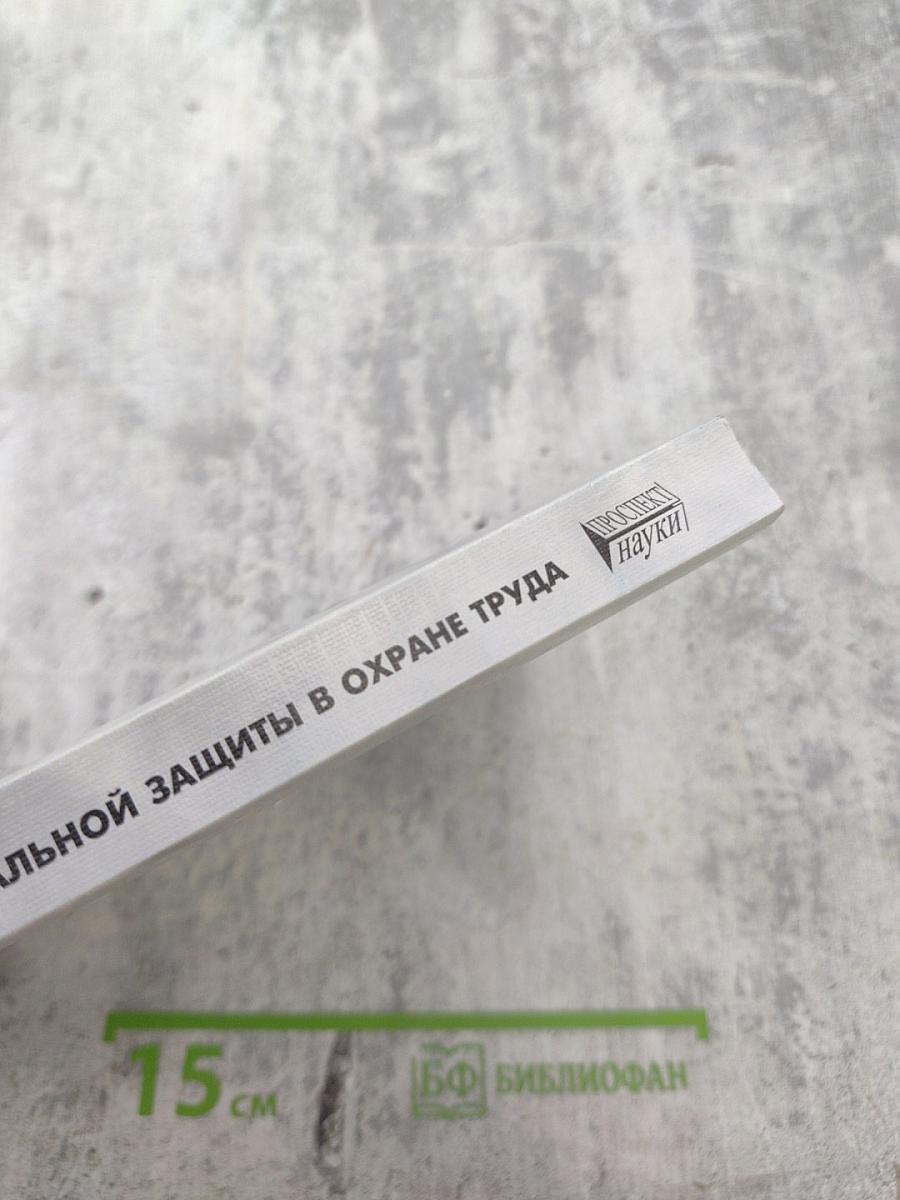 АЛЬНОЙ ЗАЩИТЫ В ОХРАНЕ ТРУДА
ПРОСПЕКТ
науки
15 см
БФ БИБЛИОФАН